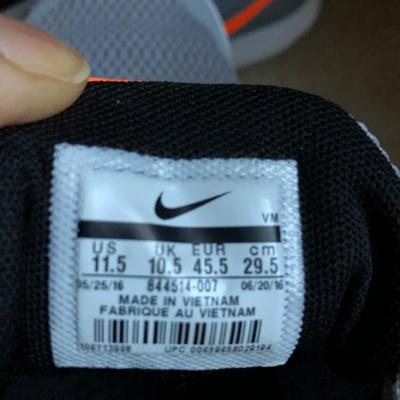 VM
US UK EUR cm
11.5 10.5 45.5 29.5
05/25/16 844514-007 06/20/16
MADE IN VIETNAM
FABRIQUE AU VIETNAM
UPC